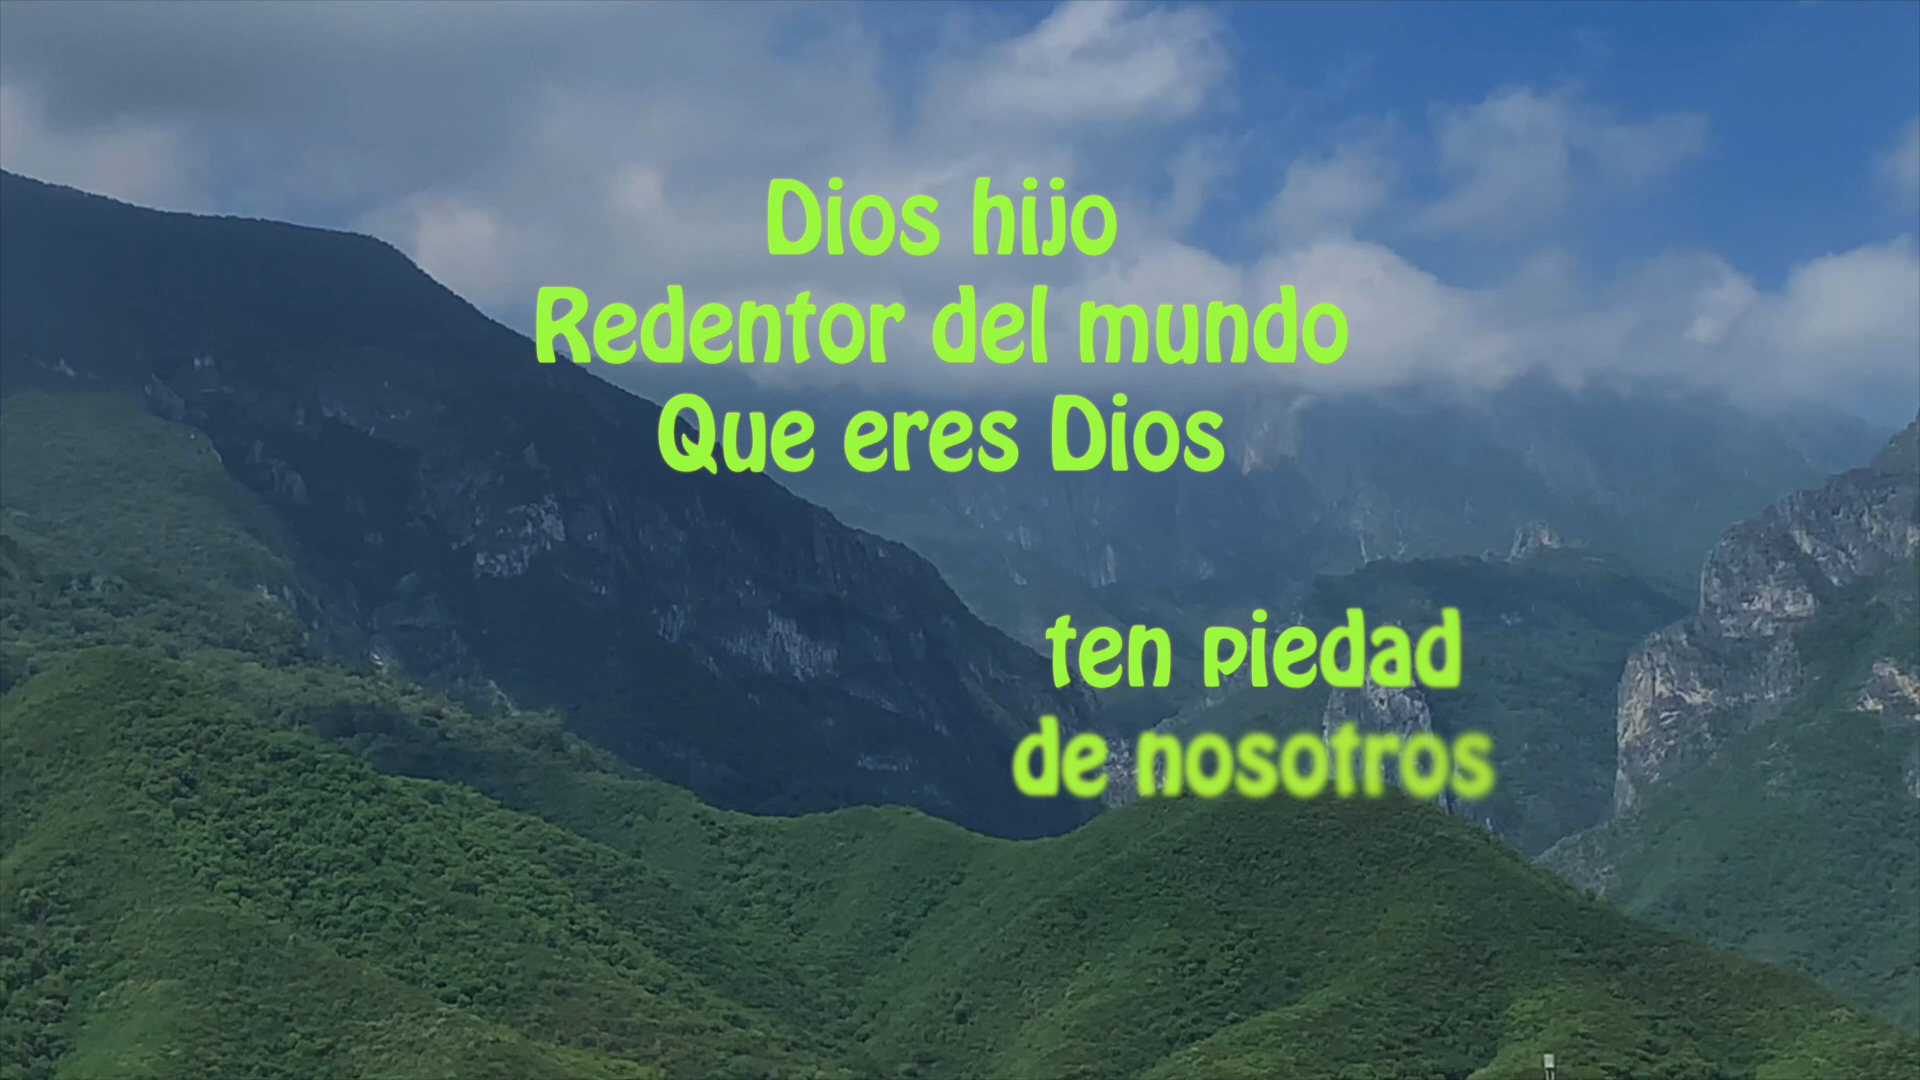 Dios hijo
Redentor del mundo
Que eres Dios
ten piedad
de nosotros